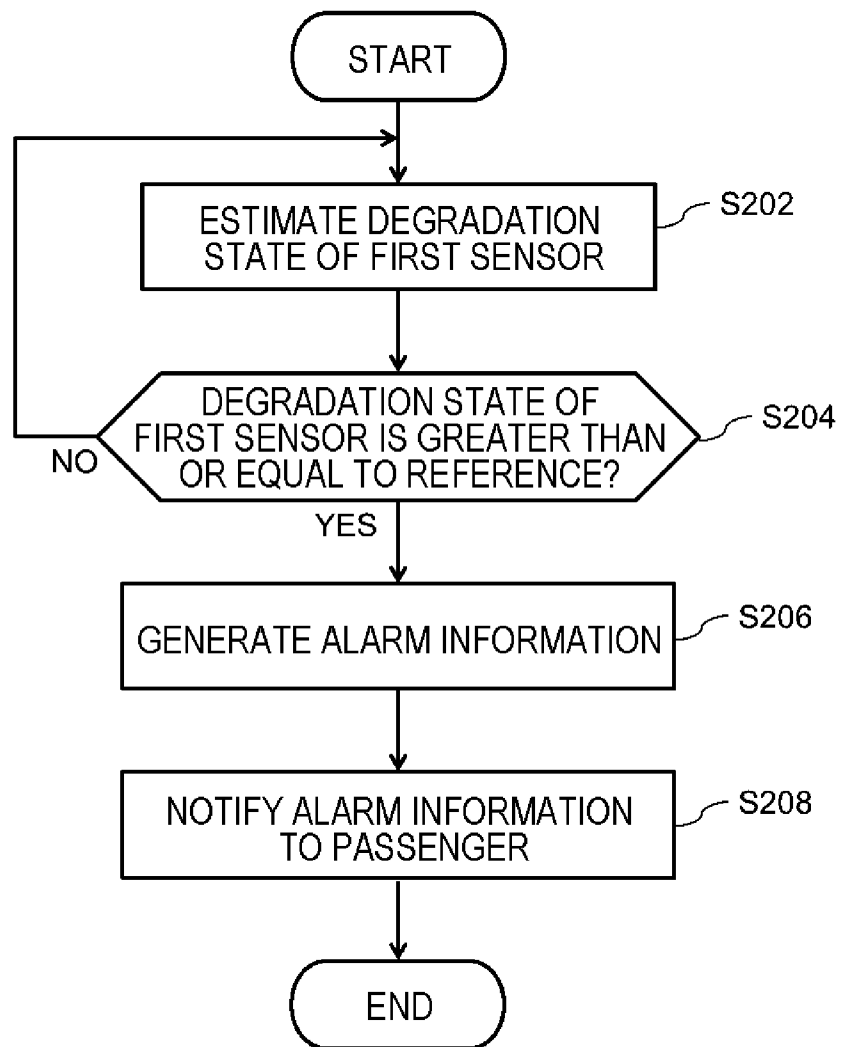 START
ESTIMATE DEGRADATION
STATE OF FIRST SENSOR
S202
DEGRADATION STATE OF
FIRST SENSOR IS GREATER THAN
OR EQUAL TO REFERENCE?
S204
NO
YES
GENERATE ALARM INFORMATION
S206
NOTIFY ALARM INFORMATION
TO PASSENGER
S208
END